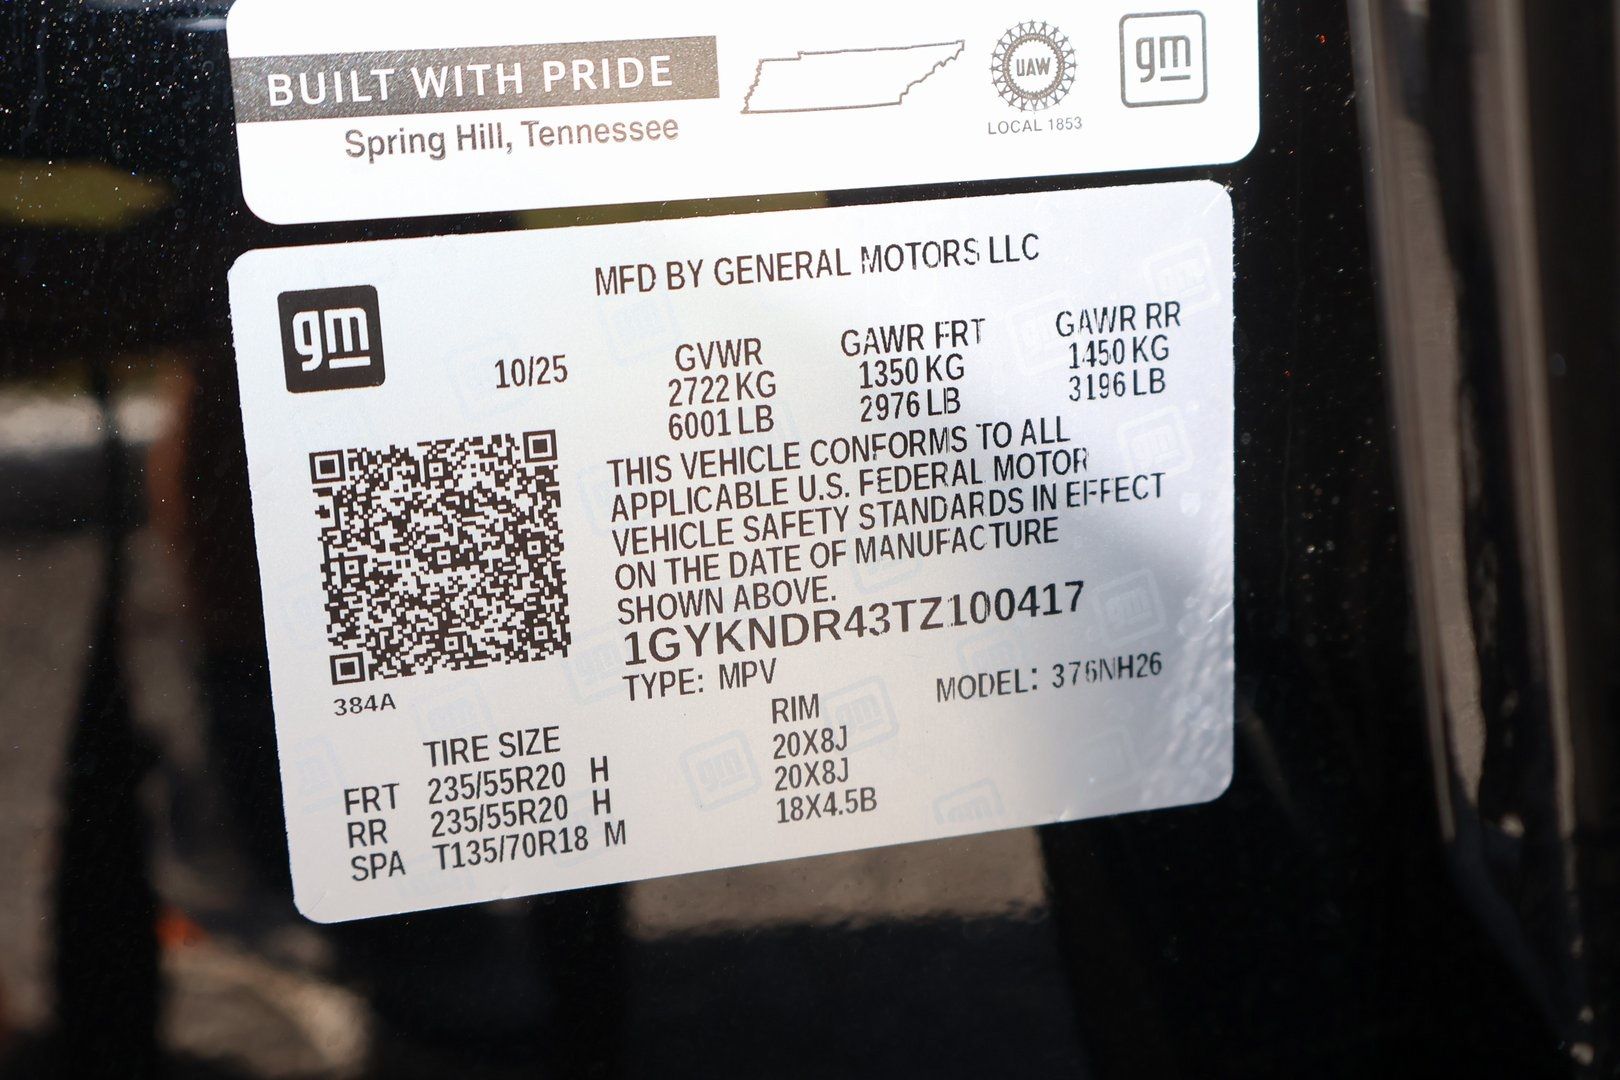 BUILT WITH PRIDE
Spring Hill, Tennessee
UAW
LOCAL 1853
gm
MFD BY GENERAL MOTORS LLC
gm
10/25
GVWR GAWR FRT GAWR RR
2722 KG 1350 KG 1450 KG
6001 LB 2976 LB 3196 LB
THIS VEHICLE CONFORMS TO ALL
APPLICABLE U.S. FEDERAL MOTOR
VEHICLE SAFETY STANDARDS IN EFFECT
ON THE DATE OF MANUFACTURE
SHOWN ABOVE.
1GYKNDR43TZ100417
TYPE: MPV MODEL: 376NH26
384A
TIRE SIZE RIM
FRT 235/55R20 H 20X8J
RR 235/55R20 H 20X8J
SPA T135/70R18 M 18X4.5B